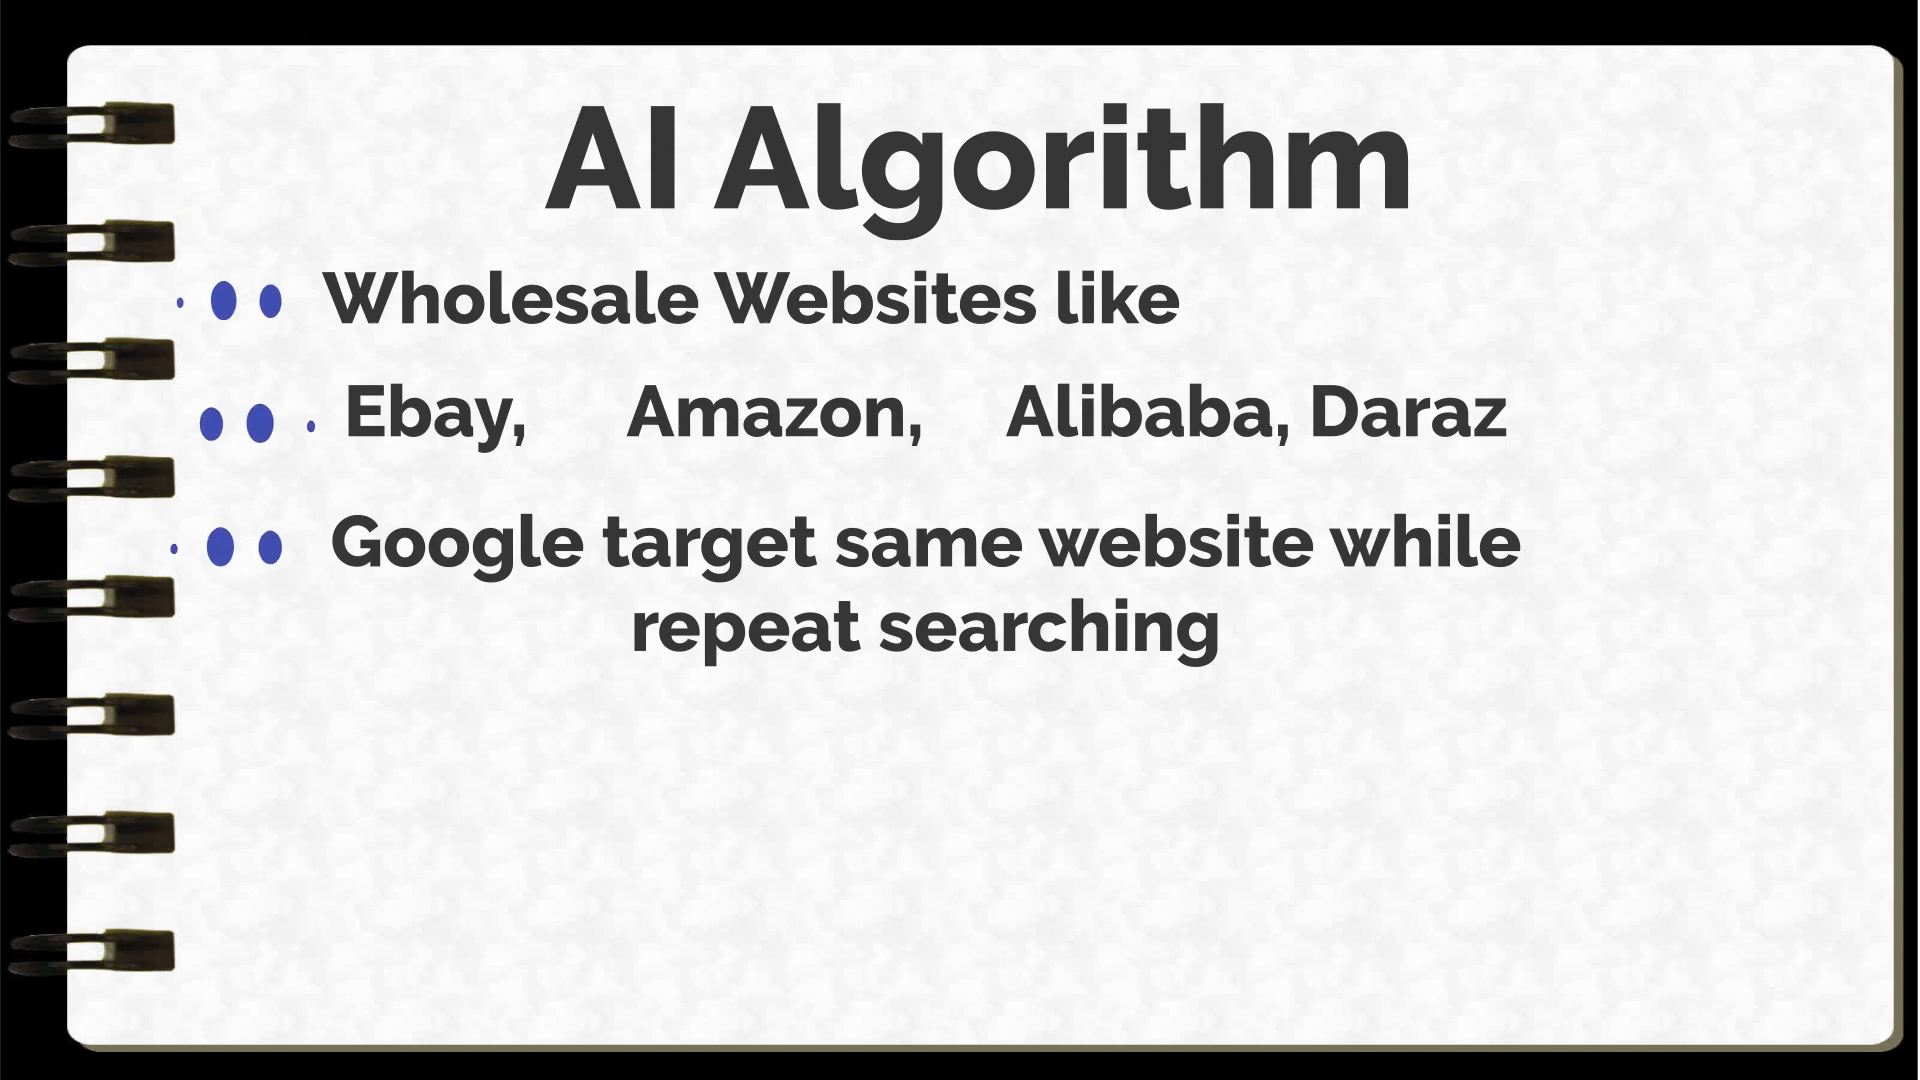 AI Algorithm
Wholesale Websites like
Ebay, Amazon, Alibaba, Daraz
Google target same website while
repeat searching